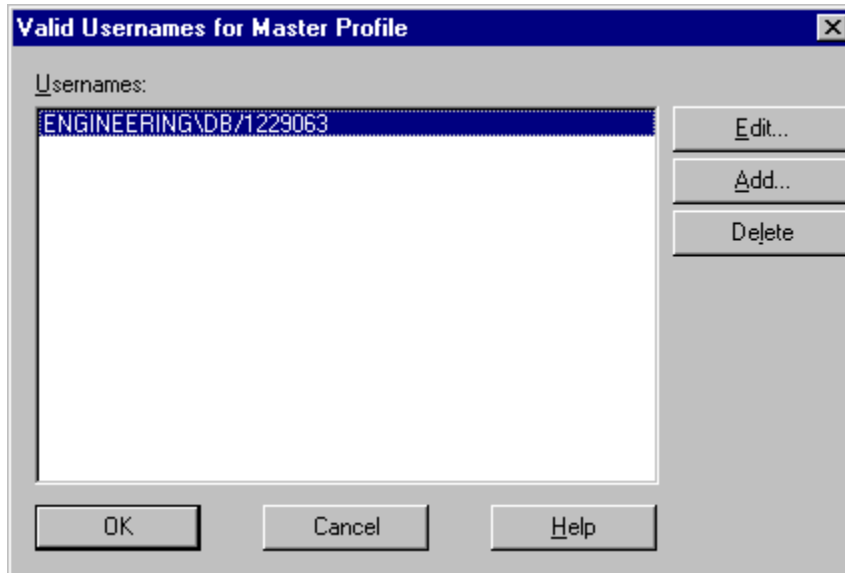 Valid Usernames for Master Profile
Usernames:
ENGINEERING\DB/1229063
Edit...
Add...
Delete
OK
Cancel
Help